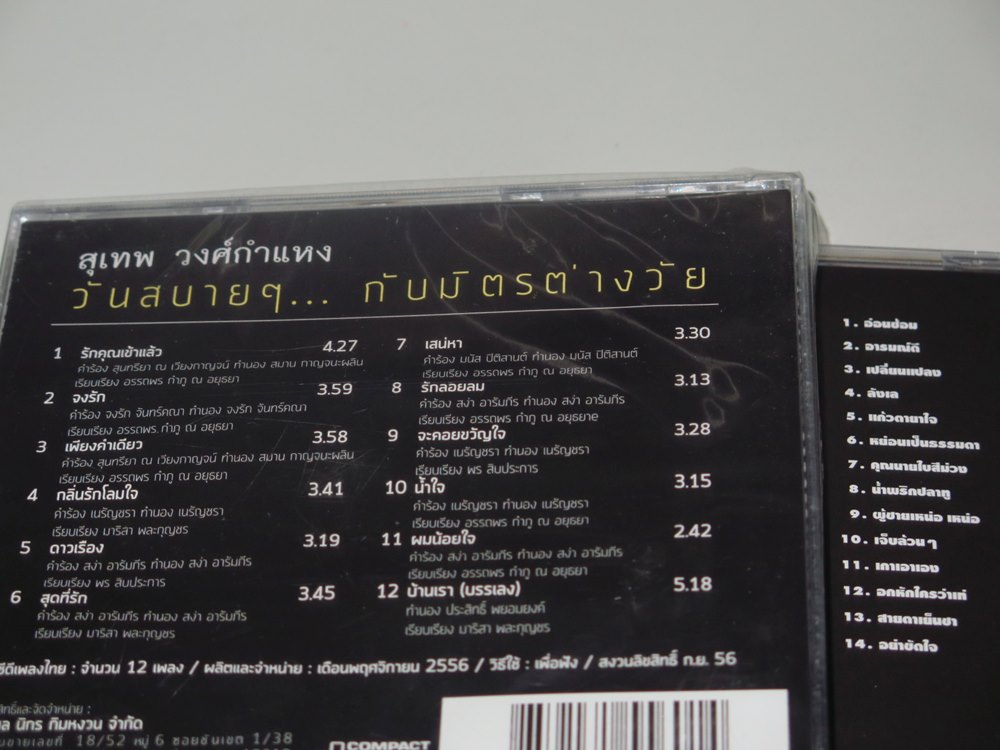 สุเทพ วงศ์กำแหง
วันสบายๆ... กับมิตรต่างวัย
1 รักคุณเข้าแล้ว 4.27
คำร้อง สุนทรียา ณ เวียงกาญจน์ ทำนอง สมาน กาญจนะผลิน
เรียบเรียง อรรถพร กำภู ณ อยุธยา
2 จงรัก 3.59
คำร้อง จงรัก จันทร์คณา ทำนอง จงรัก จันทร์คณา
เรียบเรียง อรรถพร กำภู ณ อยุธยา
3 เพียงคำเดียว 3.58
คำร้อง สุนทรียา ณ เวียงกาญจน์ ทำนอง สมาน กาญจนะผลิน
เรียบเรียง อรรถพร กำภู ณ อยุธยา
4 กลิ่นรักโลมใจ 3.41
คำร้อง เนรัญชรา ทำนอง เนรัญชรา
เรียบเรียง มาริสา พละกุญชร
5 ดาวเรือง 3.19
คำร้อง สง่า อารัมภีร ทำนอง สง่า อารัมภีร
เรียบเรียง พร สิบประการ
6 สุดที่รัก 3.45
คำร้อง สง่า อารัมภีร ทำนอง สง่า อารัมภีร
เรียบเรียง มาริสา พละกุญชร
7 เสน่หา 3.30
คำร้อง มนัส ปิติสานต์ ทำนอง มนัส ปิติสานต์
เรียบเรียง อรรถพร กำภู ณ อยุธยา
8 รักลอยลม 3.13
คำร้อง สง่า อารัมภีร ทำนอง สง่า อารัมภีร
เรียบเรียง อรรถพร กำภู ณ อยุธยาe
9 จะคอยขวัญใจ 3.28
คำร้อง เนรัญชรา ทำนอง เนรัญชรา
เรียบเรียง พร สิบประการ
10 น้ำใจ 3.15
คำร้อง เนรัญชรา ทำนอง เนรัญชรา
เรียบเรียง อรรถพร กำภู ณ อยุธยา
11 ผมน้อยใจ 2.42
คำร้อง สง่า อารัมภีร ทำนอง สง่า อารัมภีร
เรียบเรียง อรรถพร กำภู ณ อยุธยา
12 บ้านเรา (บรรเลง) 5.18
ทำนอง ประสิทธิ์ พยอมยงค์
เรียบเรียง มาริสา พละกุญชร
ซีดีเพลงไทย : จำนวน 12 เพลง / ผลิตและจำหน่าย : เดือนพฤศจิกายน 2556 / วิธีใช้ : เพื่อฟัง / สงวนลิขสิทธิ์ ก.ย. 56
สิทธิ์และจัดจำหน่าย :
นิกร ทิมหงวน จำกัด
18/52 หมู่ 6 ซอยชินเขต 1/38
COMPACT
1. อ่อนซ้อม
2. อารมณ์ดี
3. เปลี่ยนแปลง
4. ลังเล
5. แก้วตายาใจ
6. หย่อนเป็นธรรมดา
7. คุณนายใบสีม่วง
8. น้ำพริกปลาทู
9. ผู้ชายเหน่อ เหน่อ
10. เจ็บล้วนๆ
11. เกาเอาเอง
12. อกหักใครว่าเท่
13. สายตาเย็นชา
14. อย่าขัดใจ